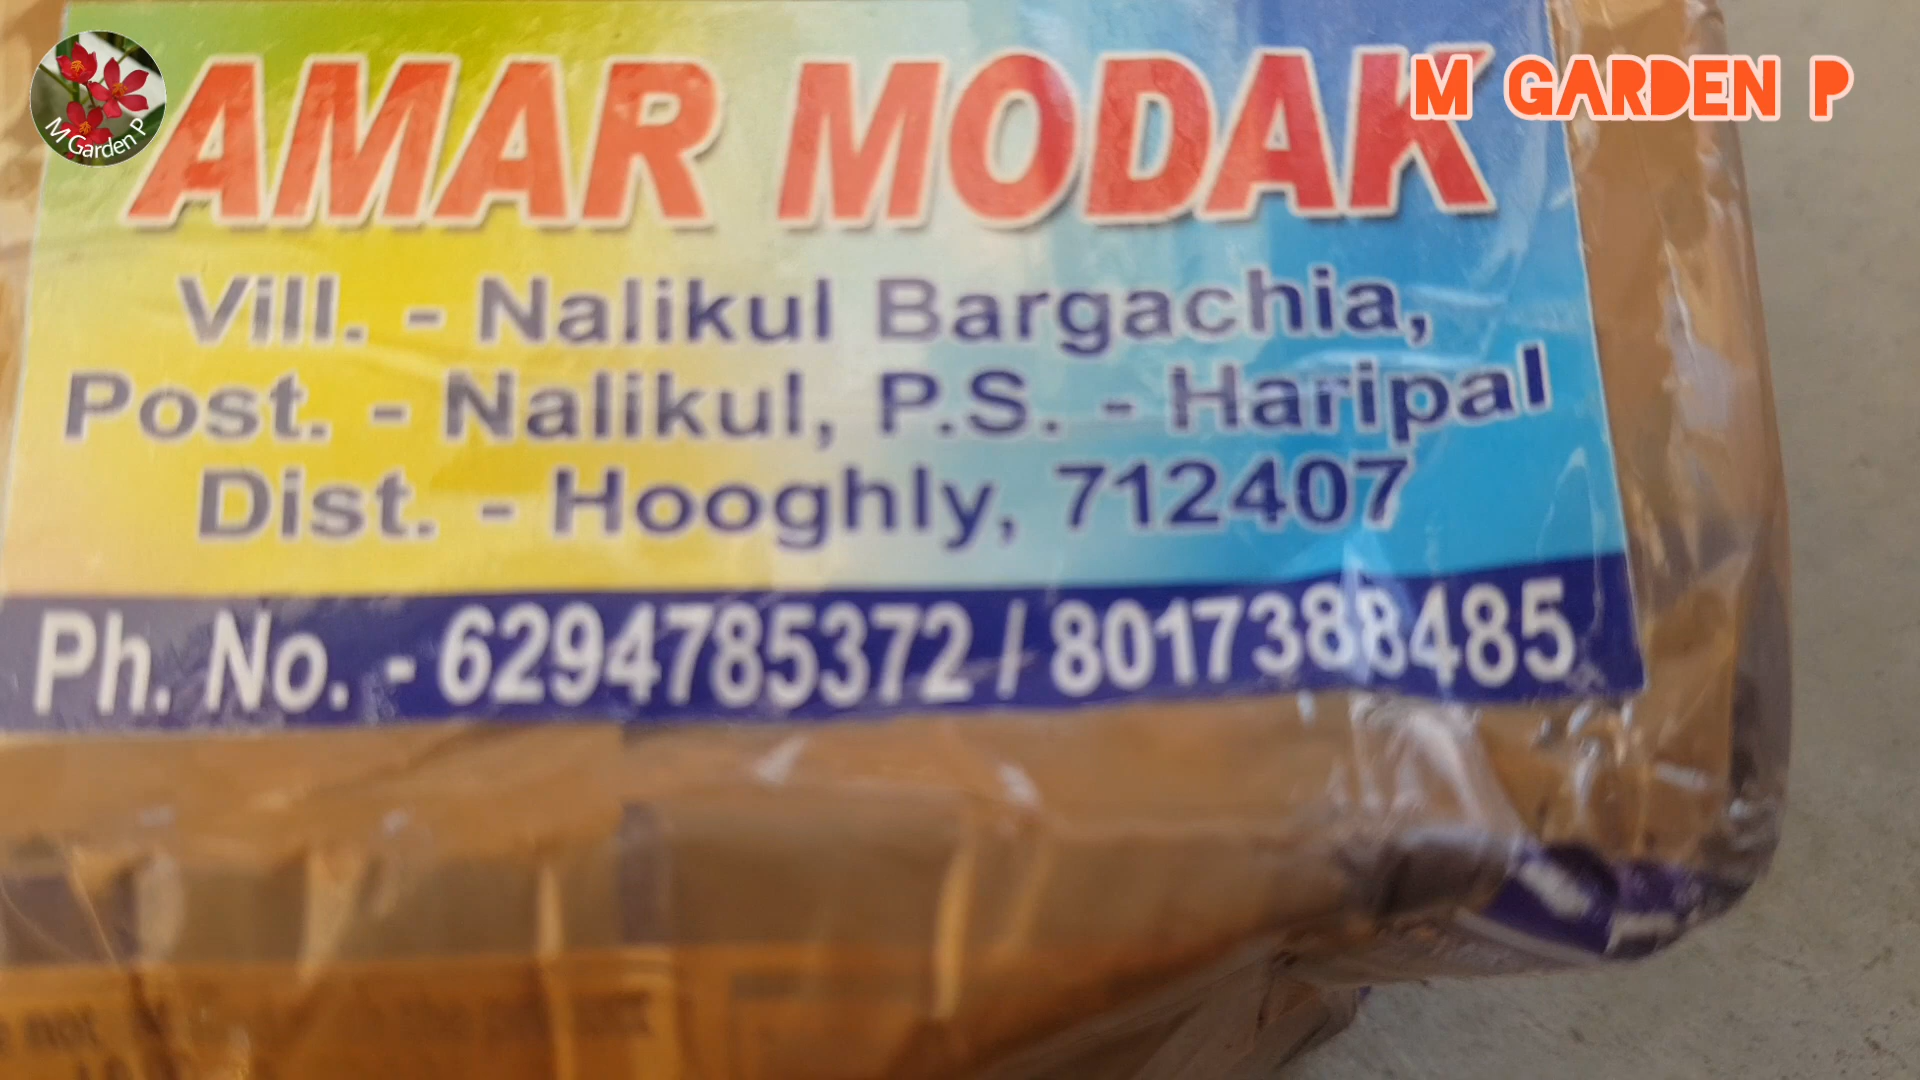 M Garden P
M GARDEN P
AMAR MODAK
Vill. - Nalikul Bargachia,
Post. - Nalikul, P.S. - Haripal
Dist. - Hooghly, 712407
Ph. No. - 6294785372 / 8017388485